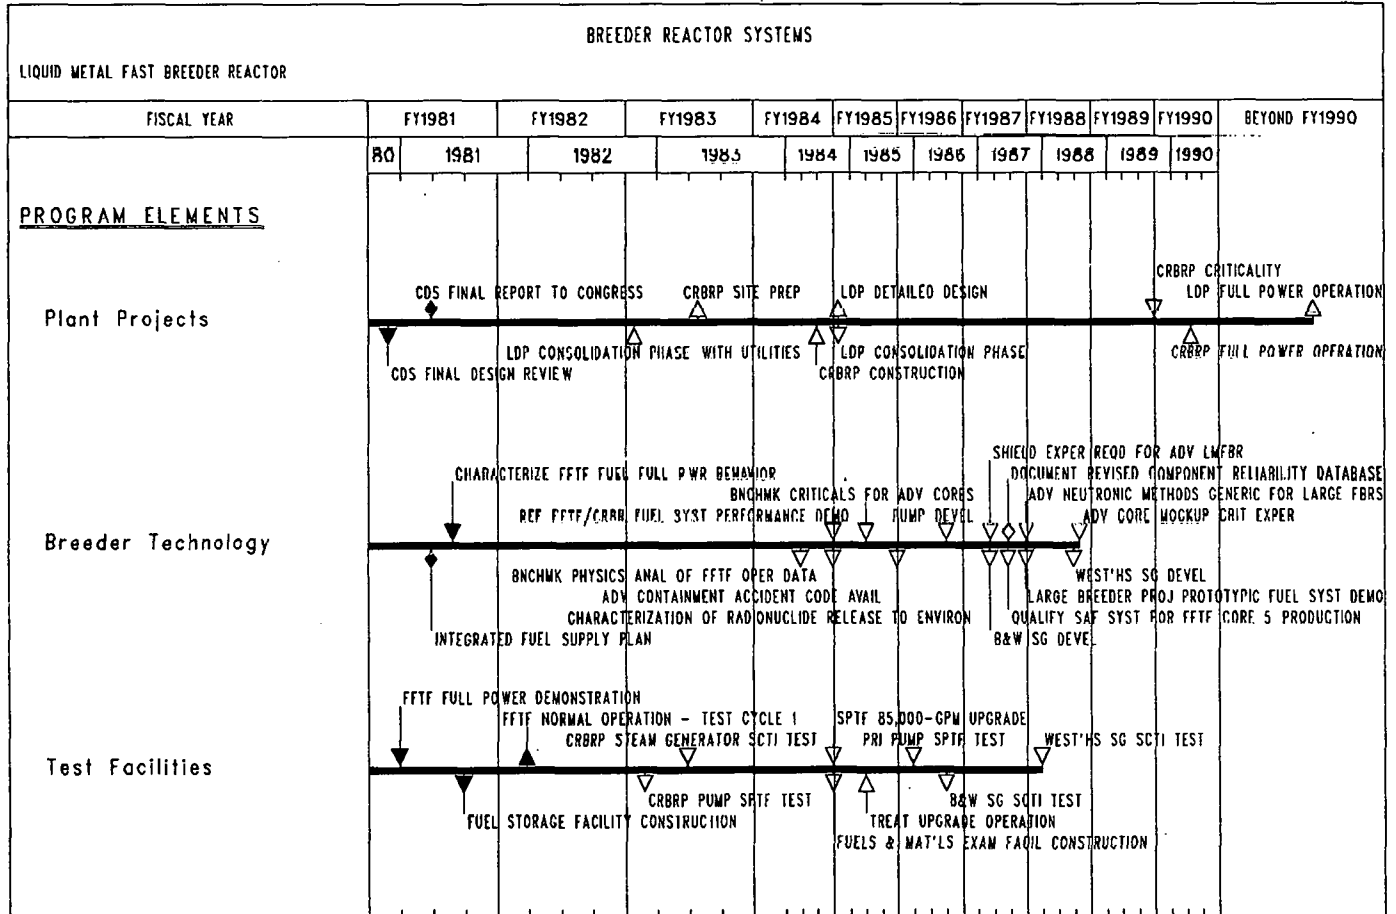 BREEDER REACTOR SYSTEMS
LIQUID METAL FAST BREEDER REACTOR
FISCAL YEAR FY1981 FY1982 FY1983 FY1984 FY1985 FY1986 FY1987 FY1988 FY1989 FY1990 BEYOND FY1990
80 1981 1982 1983 1984 1985 1986 1987 1988 1989 1990
PROGRAM ELEMENTS
CRBRP CRITICALITY
CDS FINAL REPORT TO CONGRESS CRBRP SITE PREP LDP DETAILED DESIGN LDP FULL POWER OPERATION
Plant Projects
LDP CONSOLIDATION PHASE WITH UTILITIES LDP CONSOLIDATION PHASE CRBRP FULL POWER OPERATION
CDS FINAL DESIGN REVIEW CRBRP CONSTRUCTION
SHIELD EXPER REQD FOR ADV LMFBR
CHARACTERIZE FFTF FUEL FULL PWR BEHAVIOR DOCUMENT REVISED COMPONENT RELIABILITY DATABASE
BNCHMK CRITICALS FOR ADV CORES ADV NEUTRONIC METHODS GENERIC FOR LARGE FBRS
REF FFTF/CRBR FUEL SYST PERFORMANCE DEMO PUMP DEVEL ADV CORE MOCKUP CRIT EXPER
Breeder Technology
BNCHMK PHYSICS ANAL OF FFTF OPER DATA WEST'HS SG DEVEL
ADV CONTAINMENT ACCIDENT CODE AVAIL LARGE BREEDER PROJ PROTOTYPIC FUEL SYST DEMO
CHARACTERIZATION OF RADIONUCLIDE RELEASE TO ENVIRON QUALIFY SAF SYST FOR FFTF CORE 5 PRODUCTION
INTEGRATED FUEL SUPPLY PLAN B&W SG DEVEL
FFTF FULL POWER DEMONSTRATION
FFTF NORMAL OPERATION - TEST CYCLE 1 SPTF 85,000-GPM UPGRADE
CRBRP STEAM GENERATOR SCTI TEST PRI PUMP SPTF TEST WEST'HS SG SCTI TEST
Test Facilities
CRBRP PUMP SPTF TEST B&W SG SCTI TEST
FUEL STORAGE FACILITY CONSTRUCTION TREAT UPGRADE OPERATION
FUELS & MAT'LS EXAM FACIL CONSTRUCTION